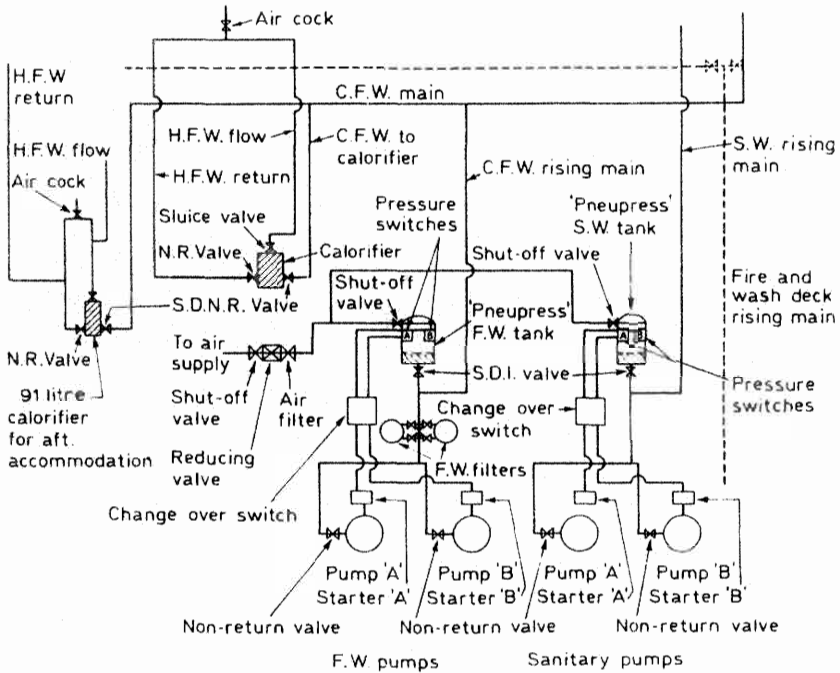 Air cock
H.F.W
return
C.F.W. main
H.F.W. flow
C.F.W. to
calorifier
S.W. rising
main
H.F.W. flow
Air cock
H.F.W. return
C.F.W. rising main
Sluice valve
Pressure
switches
'Pneupress'
S.W. tank
N.R. Valve
Calorifier
Shut-off valve
Shut-off
valve
Fire and
wash deck
rising main
S.D.N.R. Valve
'Pneupress'
F.W. tank
A
B
A
B
N.R. Valve
To air
supply
S.D.I. valve
Pressure
switches
91 litre
calorifier
for aft.
accommodation
Shut-off
valve
Air
filter
Change over
switch
Reducing
valve
F.W. filters
Change over switch
Pump 'A'
Starter 'A'
Pump 'B'
Starter 'B'
Pump 'A'
Starter 'A'
Pump 'B'
Starter 'B'
Non-return valve
Non-return valve
Non-return valve
F.W. pumps
Sanitary pumps